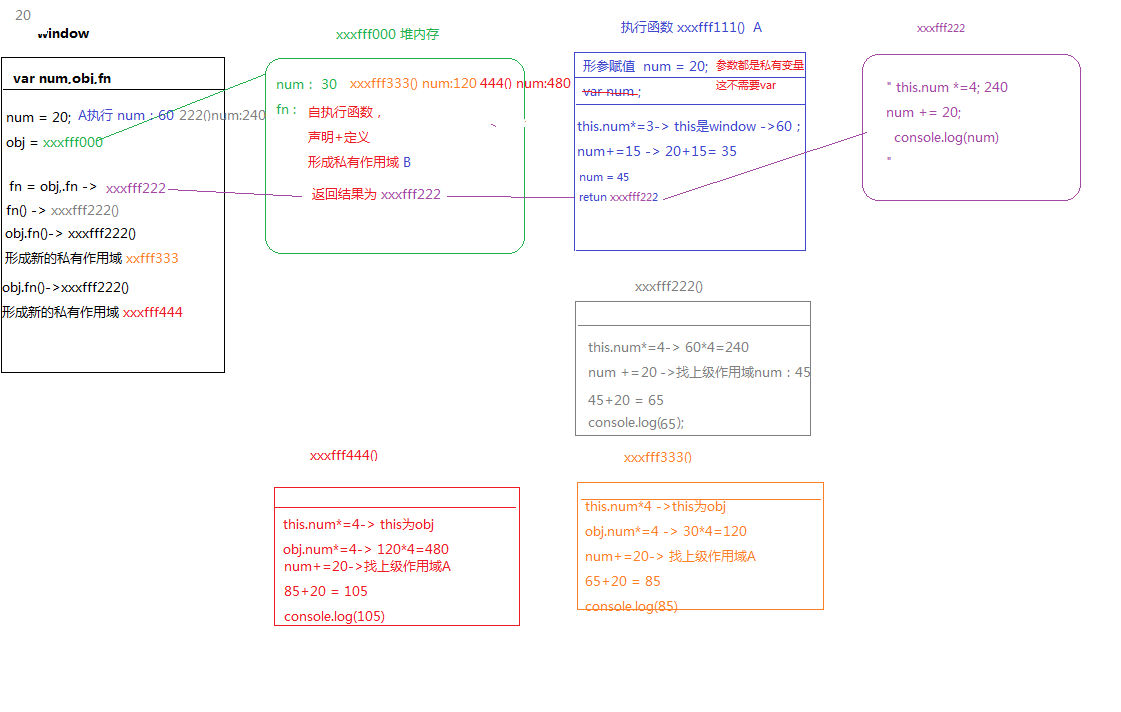 20
window
var num,obj,fn
num = 20; A执行 num：60 222()num:240
obj = xxxfff000
fn = obj,.fn -> xxxfff222
fn() -> xxxfff222()
obj.fn()-> xxxfff222()
形成新的私有作用域 xxfff333
obj.fn()->xxxfff222()
形成新的私有作用域 xxxfff444
xxxfff000 堆内存
num： 30 xxxfff333() num:120 444() num:480
fn： 自执行函数，
声明+定义
形成私有作用域 B
返回结果为 xxxfff222
执行函数 xxxfff111() A
形参赋值 num = 20; 参数都是私有变量
var num ; 这不需要var
this.num*=3-> this是window ->60；
num+=15 -> 20+15= 35
num = 45
retun xxxfff222
xxxfff222
" this.num *=4; 240
num += 20;
console.log(num)
"
xxxfff222()
this.num*=4-> 60*4=240
num +=20 ->找上级作用域num：45
45+20 = 65
console.log(65);
xxxfff444()
this.num*=4-> this为obj
obj.num*=4-> 120*4=480
num+=20->找上级作用域A
85+20 = 105
console.log(105)
xxxfff333()
this.num*4 ->this为obj
obj.num*=4 -> 30*4=120
num+=20-> 找上级作用域A
65+20 = 85
console.log(85)